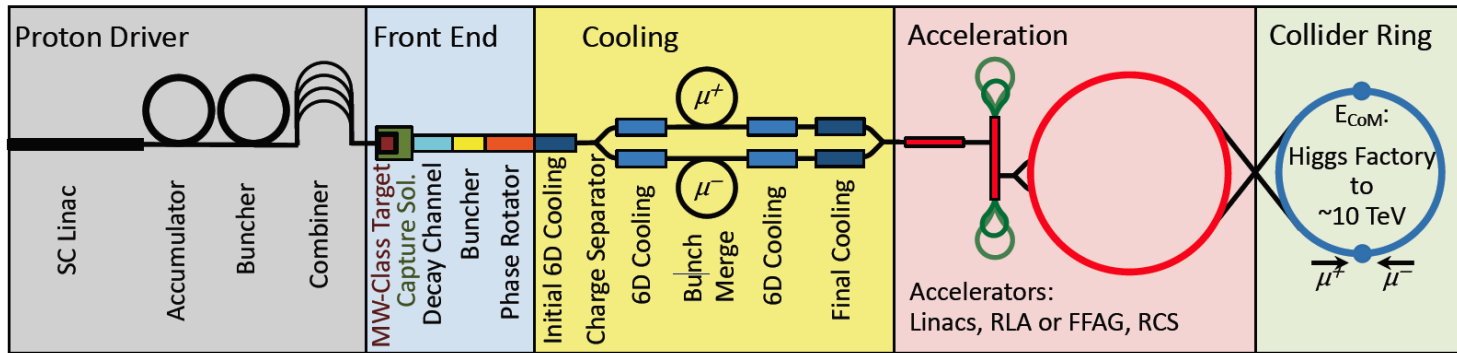 Proton Driver
Front End
Cooling
Acceleration
Collider Ring
SC Linac
Accumulator
Buncher
Combiner
MW-Class Target
Capture Sol.
Decay Channel
Buncher
Phase Rotator
Initial 6D Cooling
Charge Separator
6D Cooling
μ+
μ−
Bunch
Merge
6D Cooling
Final Cooling
Accelerators:
Linacs, RLA or FFAG, RCS
ECoM:
Higgs Factory
to
~10 TeV
μ+ μ−